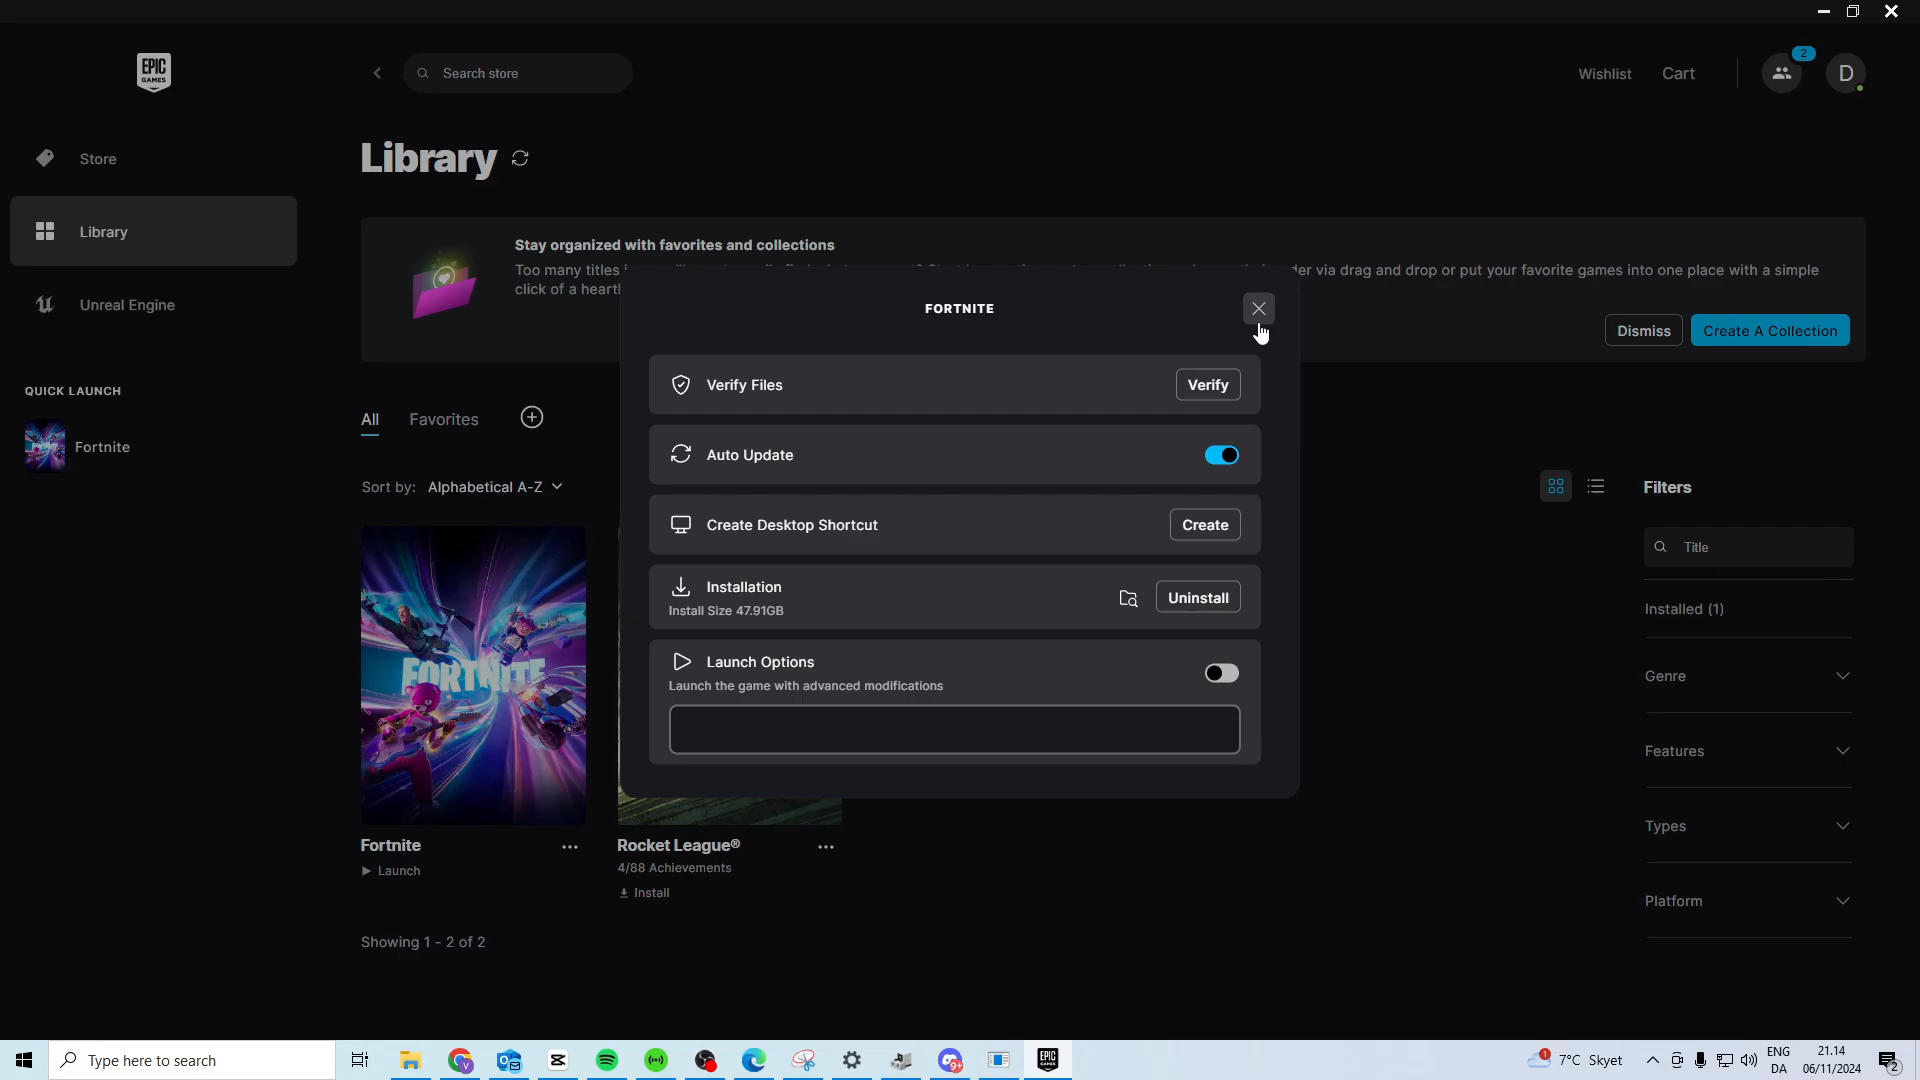 EPIC
GAMES
Search store
Wishlist
Cart
2
D
Store
Library
Unreal Engine
QUICK LAUNCH
Fortnite
Library
Stay organized with favorites and collections
Too many titles
der via drag and drop or put your favorite games into one place with a simple
click of a heart!
Dismiss
Create A Collection
All
Favorites
Sort by: Alphabetical A-Z
FORTNITE
Verify Files
Verify
Auto Update
Create Desktop Shortcut
Create
Installation
Install Size 47.91GB
Uninstall
Launch Options
Launch the game with advanced modifications
Filters
Title
Installed (1)
Genre
Features
Types
Platform
FORTNITE
Fortnite
Launch
Rocket League®
4/88 Achievements
Install
Showing 1 - 2 of 2
Type here to search
V
9+
EPIC
GAMES
1
7°C Skyet
ENG
DA
21.14
06/11/2024
2